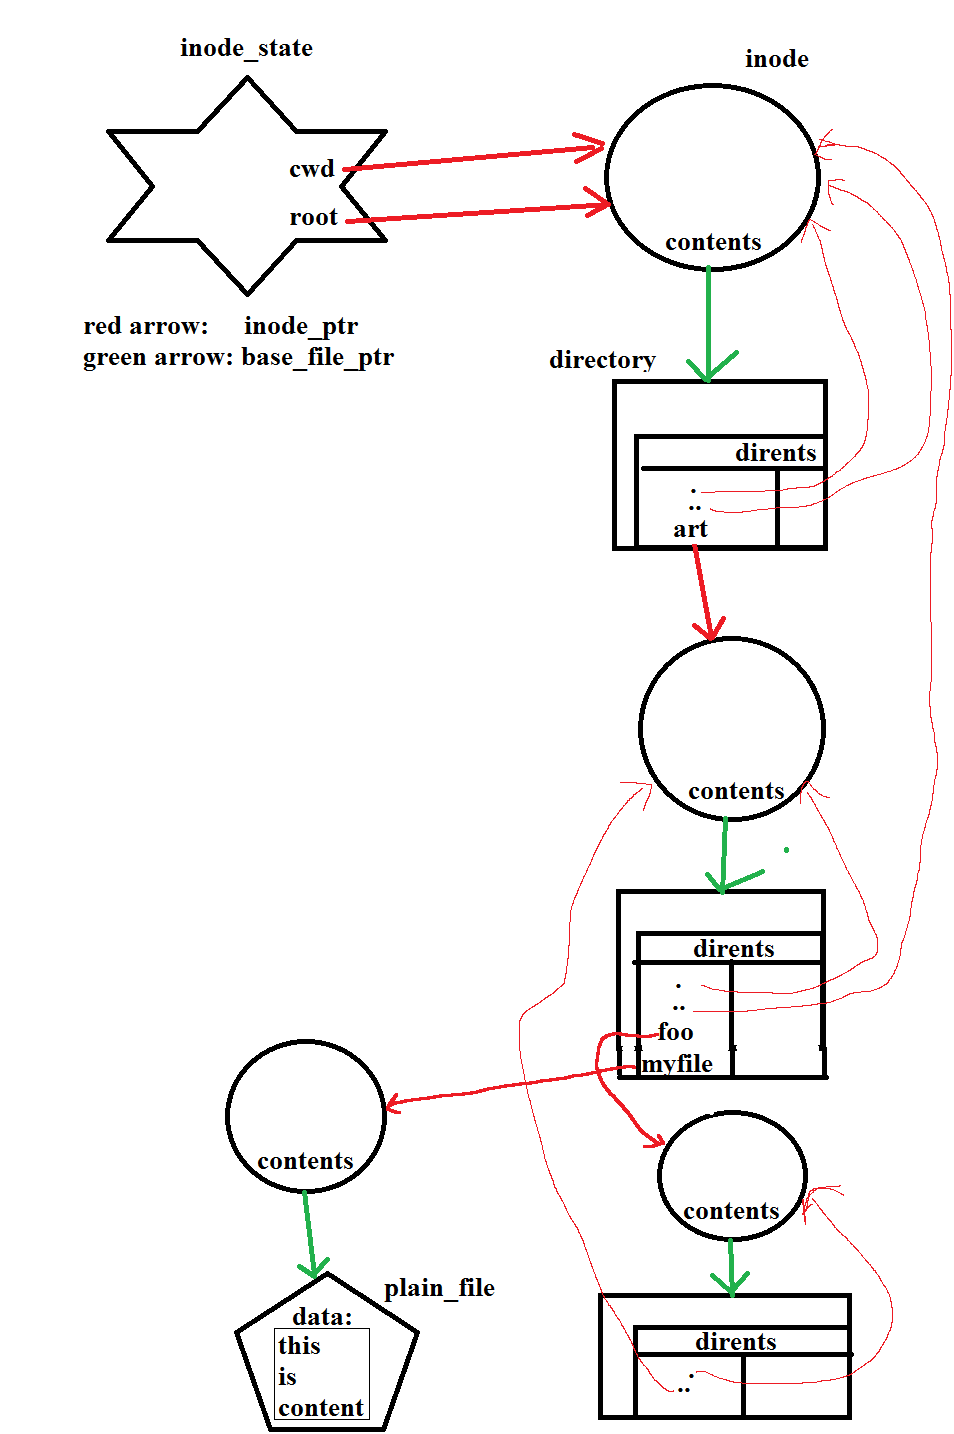 inode_state
inode
cwd
root
contents
red arrow: inode_ptr
green arrow: base_file_ptr
directory
dirents
.
..
art
contents
dirents
.
..
foo
myfile
contents
contents
plain_file
data:
this
is
content
dirents
.
..